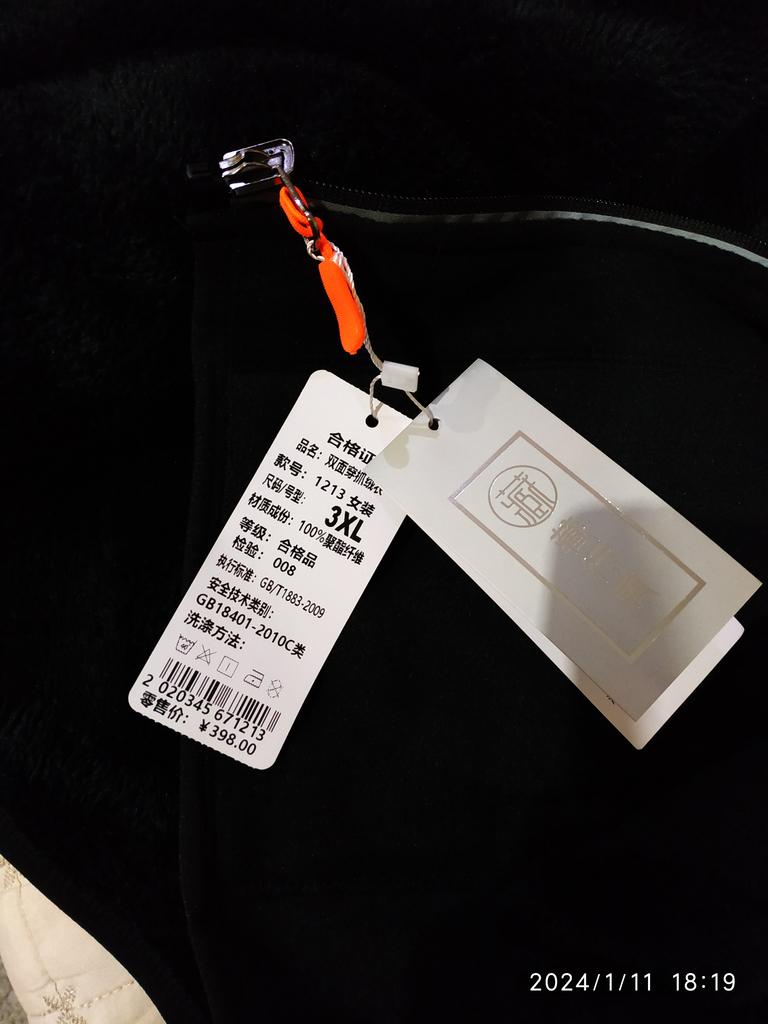 合格证
品名: 双面穿抓绒衣
款号: 1213 女装
尺码/号型: 3XL
材质成份: 100%聚酯纤维
等级: 合格品
检验: 008
执行标准: GB/T1883-2009
安全技术类别:
GB18401-2010C类
洗涤方法:
2 020345 671213
零售价: ¥398.00
藏
2024/1/11 18:19